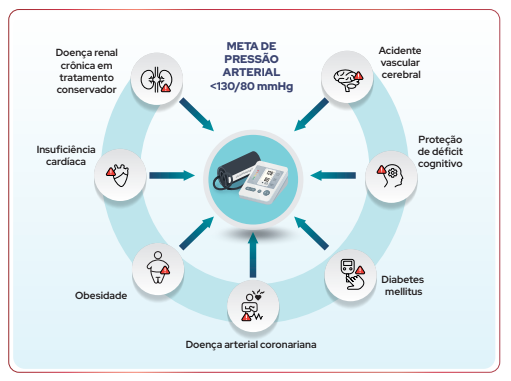 META DE
PRESSÃO
ARTERIAL
<130/80 mmHg
Doença renal
crônica em
tratamento
conservador
Acidente
vascular
cerebral
Insuficiência
cardíaca
Proteção
de déficit
cognitivo
Obesidade
Diabetes
mellitus
Doença arterial coronariana